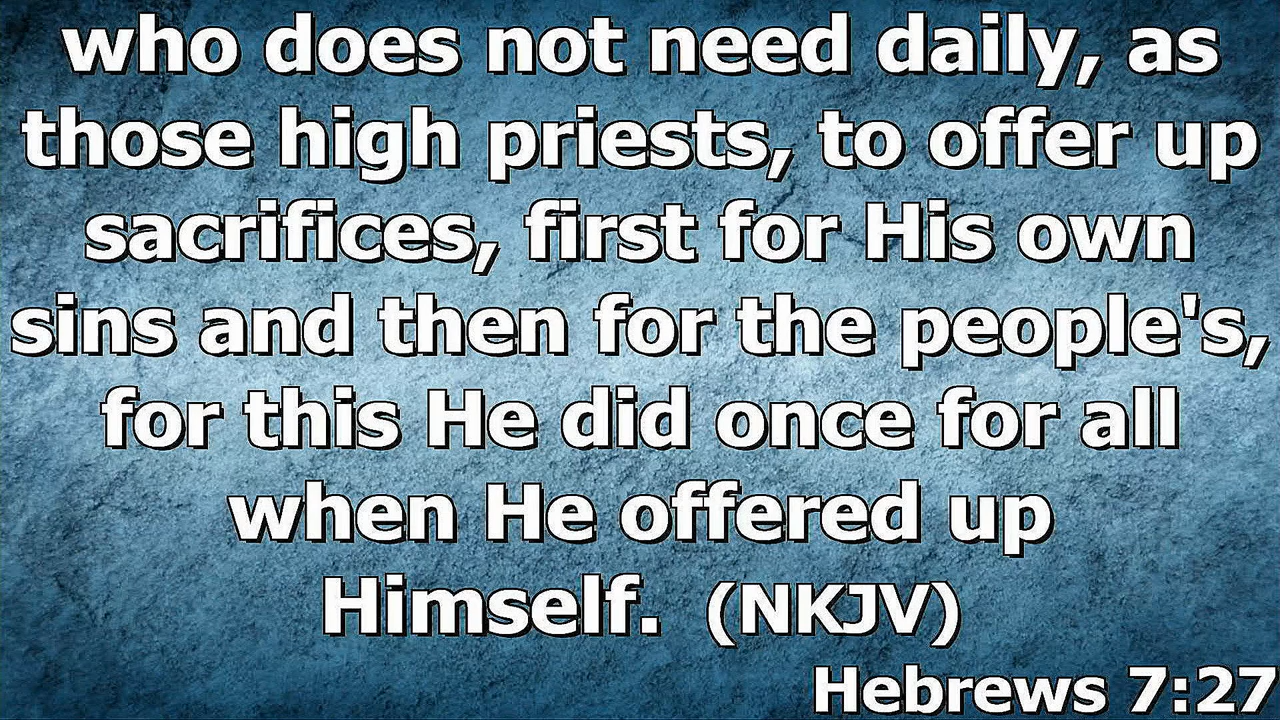 who does not need daily, as
those high priests, to offer up
sacrifices, first for His own
sins and then for the people's,
for this He did once for all
when He offered up
Himself.  (NKJV)
Hebrews 7:27